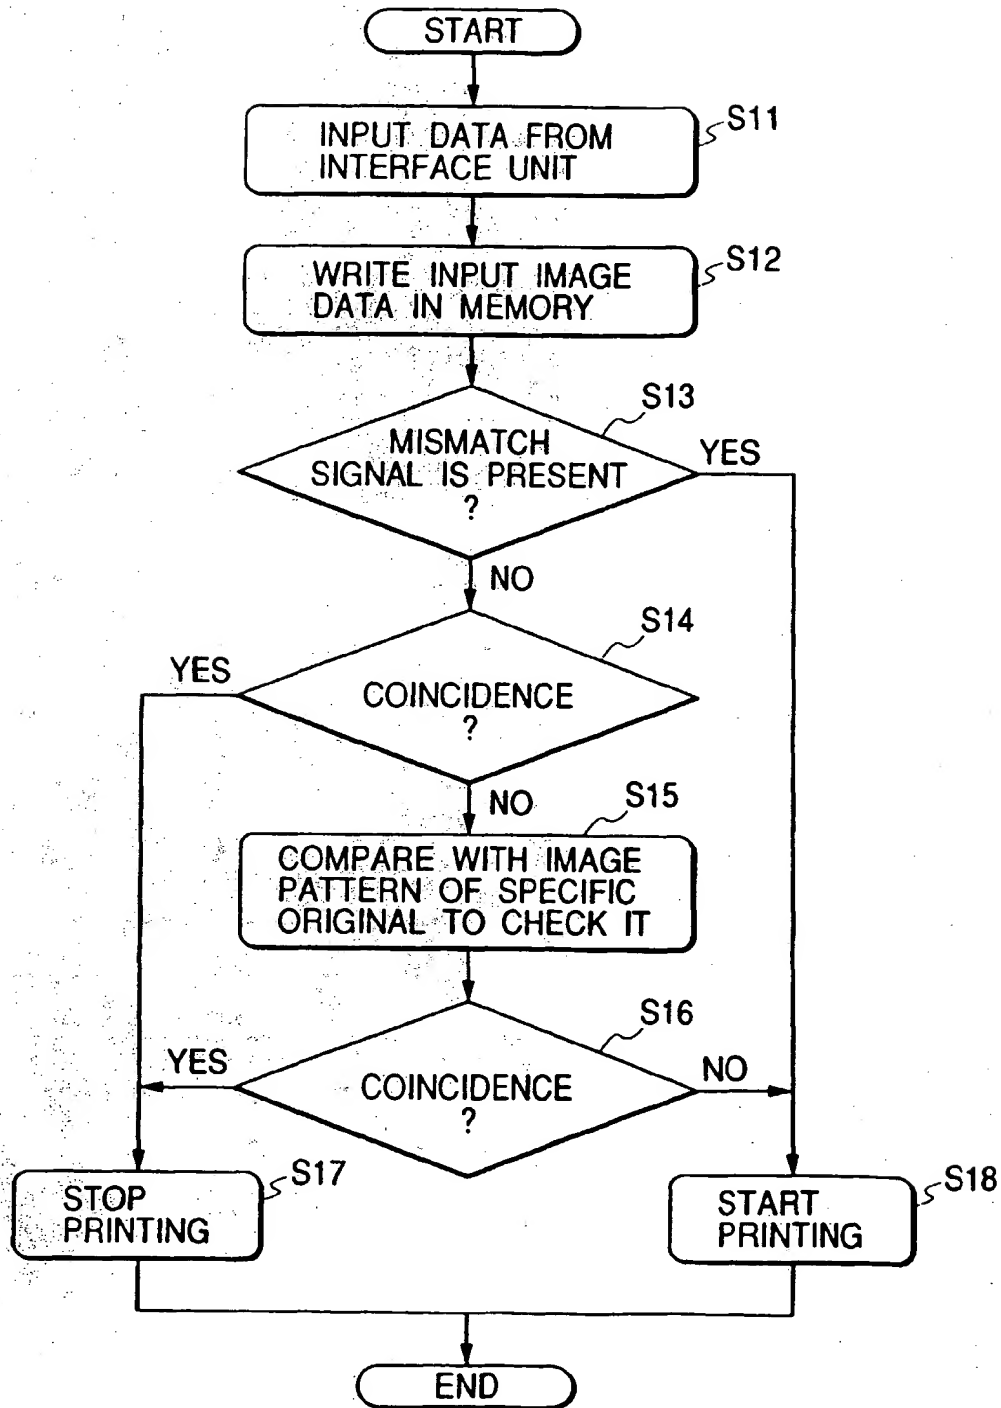 START
INPUT DATA FROM
INTERFACE UNIT
S11
WRITE INPUT IMAGE
DATA IN MEMORY
S12
S13
MISMATCH
SIGNAL IS PRESENT
?
YES
NO
S14
YES
COINCIDENCE
?
NO
S15
COMPARE WITH IMAGE
PATTERN OF SPECIFIC
ORIGINAL TO CHECK IT
S16
YES
COINCIDENCE
?
NO
S17
STOP
PRINTING
S18
START
PRINTING
END